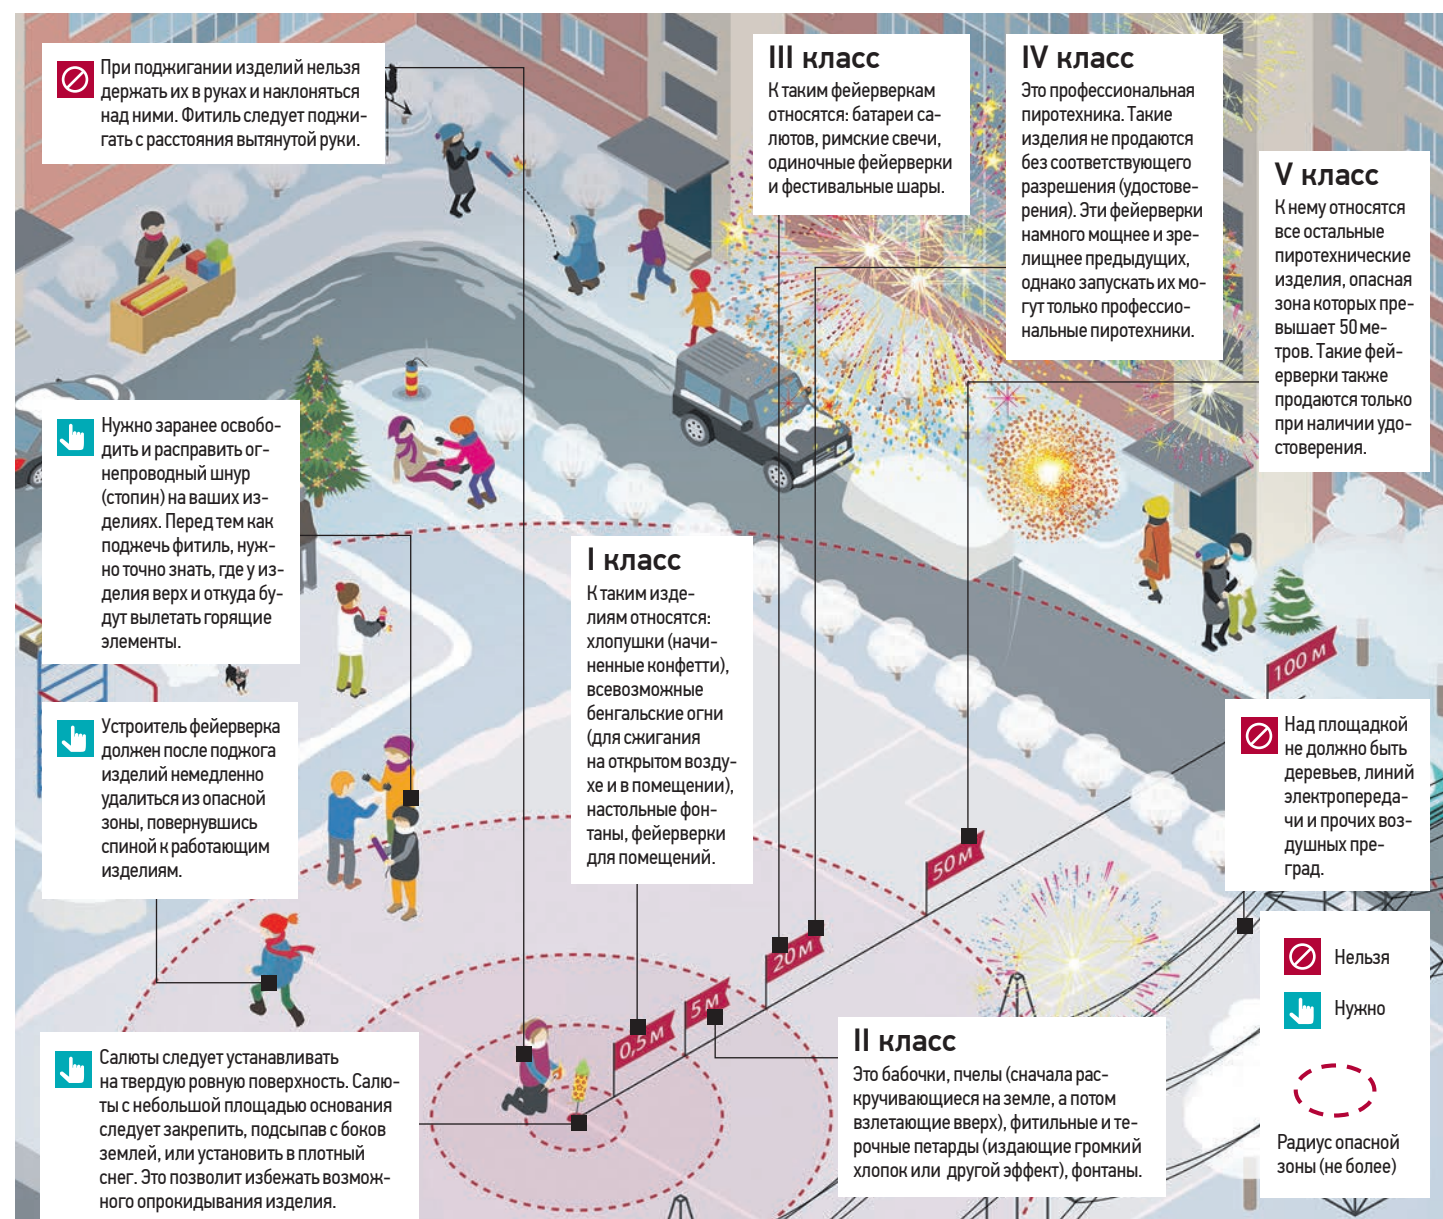 При поджигании изделий нельзя
держать их в руках и наклоняться
над ними. Фитиль следует поджи-
гать с расстояния вытянутой руки.
III класс
К таким фейерверкам
относятся: батареи са-
лютов, римские свечи,
одиночные фейерверки
и фестивальные шары.
IV класс
Это профессиональная
пиротехника. Такие
изделия не продаются
без соответствующего
разрешения (удостове-
рения). Эти фейерверки
намного мощнее и зре-
лищнее предыдущих,
однако запускать их мо-
гут только профессио-
нальные пиротехники.
V класс
К нему относятся
все остальные
пиротехнические
изделия, опасная
зона которых пре-
вышает 50 ме-
тров. Такие фей-
ерверки также
продаются только
при наличии удо-
стоверения.
Нужно заранее освобо-
дить и расправить ог-
непроводный шнур
(стопин) на ваших из-
делиях. Перед тем как
поджечь фитиль, нуж-
но точно знать, где у из-
делия верх и откуда бу-
дут вылетать горящие
элементы.
I класс
К таким изде-
лиям относятся:
хлопушки (начи-
ненные конфетти),
всевозможные
бенгальские огни
(для сжигания
на открытом возду-
хе и в помещении),
настольные фон-
таны, фейерверки
для помещений.
100 м
Устроитель фейерверка
должен после поджога
изделий немедленно
удалиться из опасной
зоны, повернувшись
спиной к работающим
изделиям.
Над площадкой
не должно быть
деревьев, линий
электропереда-
чи и прочих воз-
душных пре-
град.
50 м
20 м
5 м
0,5 м
Салюты следует устанавливать
на твердую ровную поверхность. Салю-
ты с небольшой площадью основания
следует закрепить, подсыпав с боков
землей, или установить в плотный
снег. Это позволит избежать возмож-
ного опрокидывания изделия.
II класс
Это бабочки, пчелы (сначала рас-
кручивающиеся на земле, а потом
взлетающие вверх), фитильные и те-
рочные петарды (издающие громкий
хлопок или другой эффект), фонтаны.
Нельзя
Нужно
Радиус опасной
зоны (не более)